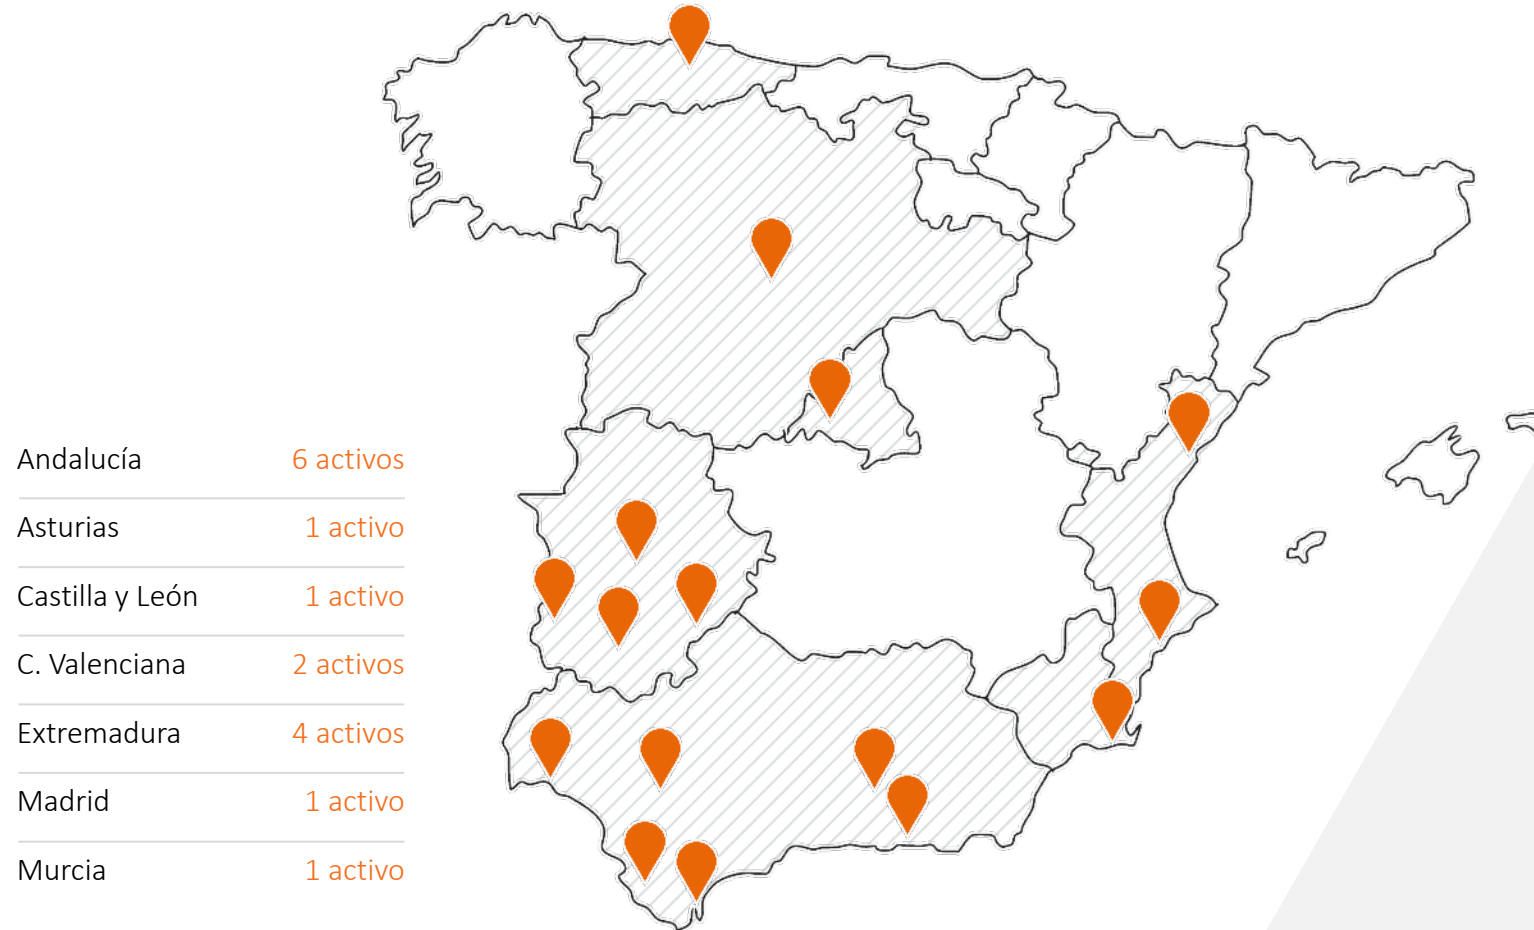 Andalucía 6 activos
Asturias 1 activo
Castilla y León 1 activo
C. Valenciana 2 activos
Extremadura 4 activos
Madrid 1 activo
Murcia 1 activo